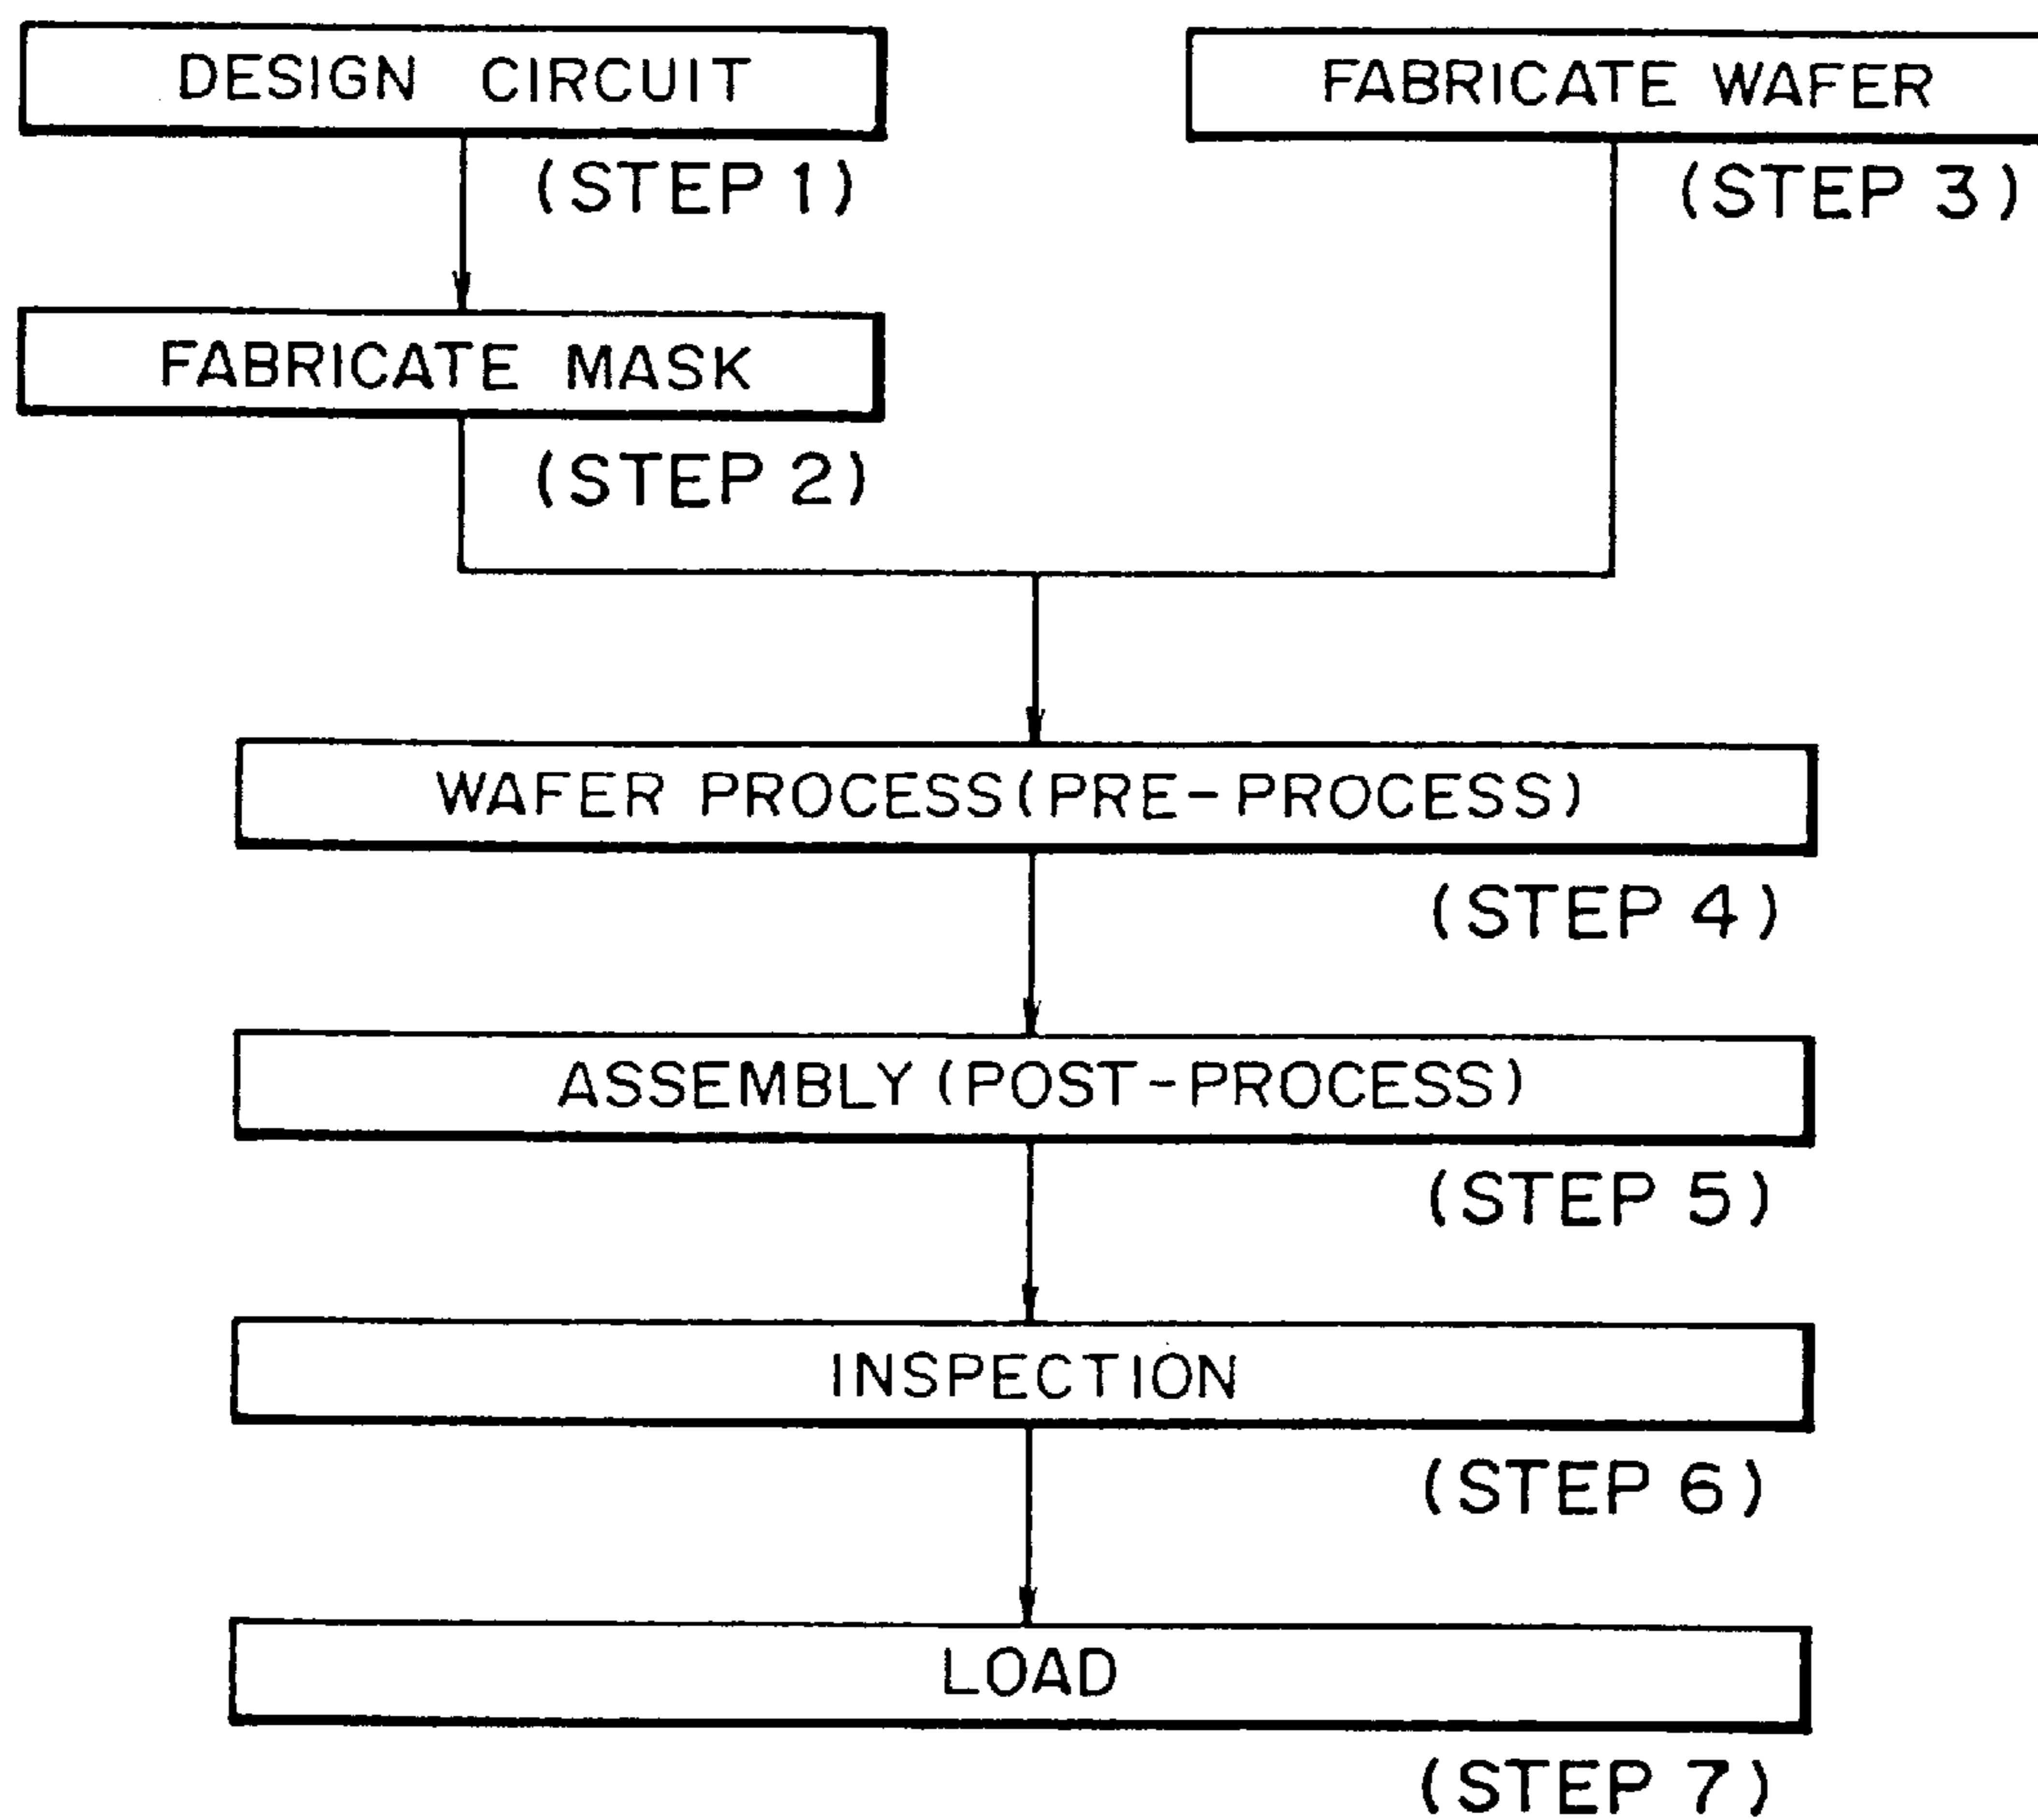 DESIGN CIRCUIT
(STEP 1)
FABRICATE MASK
(STEP 2)
FABRICATE WAFER
(STEP 3)
WAFER PROCESS(PRE-PROCESS)
(STEP 4)
ASSEMBLY(POST-PROCESS)
(STEP 5)
INSPECTION
(STEP 6)
LOAD
(STEP 7)